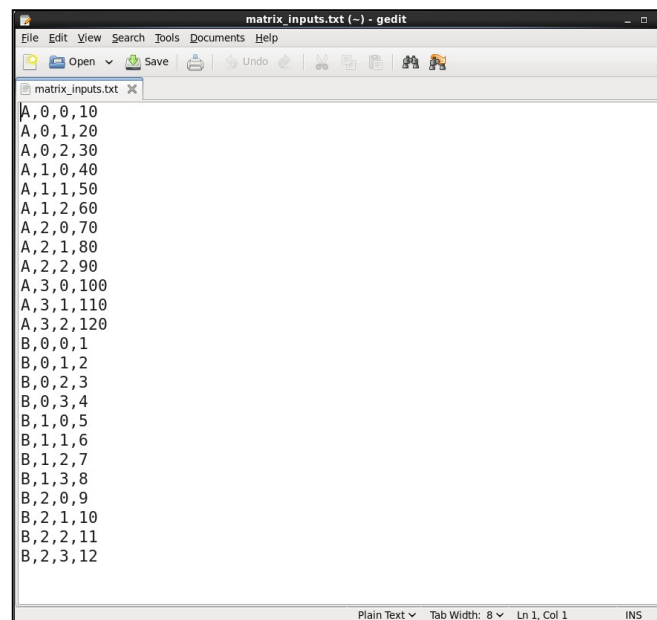 matrix_inputs.txt (~) - gedit
File Edit View Search Tools Documents Help
Open Save Undo
matrix_inputs.txt
A,0,0,10
A,0,1,20
A,0,2,30
A,1,0,40
A,1,1,50
A,1,2,60
A,2,0,70
A,2,1,80
A,2,2,90
A,3,0,100
A,3,1,110
A,3,2,120
B,0,0,1
B,0,1,2
B,0,2,3
B,0,3,4
B,1,0,5
B,1,1,6
B,1,2,7
B,1,3,8
B,2,0,9
B,2,1,10
B,2,2,11
B,2,3,12
Plain Text Tab Width: 8 Ln 1, Col 1 INS